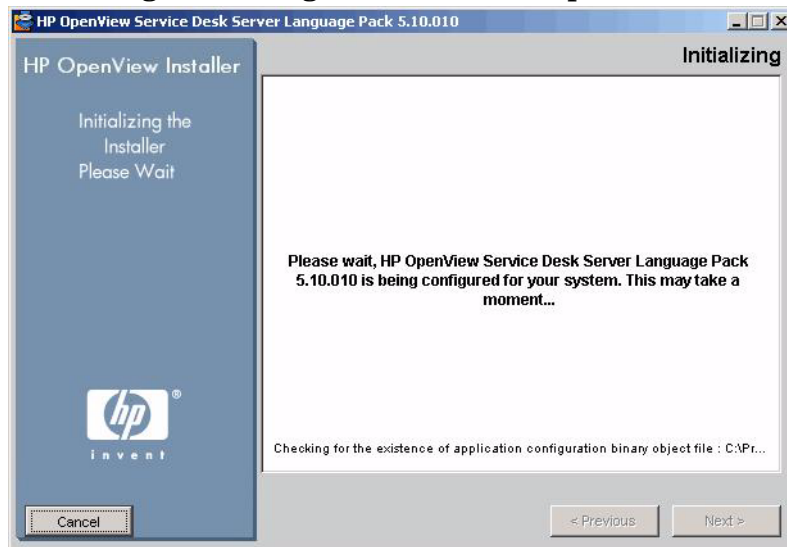 HP OpenView Service Desk Server Language Pack 5.10.010
HP OpenView Installer
Initializing the
Installer
Please Wait
hp
®
invent
Cancel
Initializing
Please wait, HP OpenView Service Desk Server Language Pack
5.10.010 is being configured for your system. This may take a
moment...
Checking for the existence of application configuration binary object file : C:\Pr...
< Previous
Next >